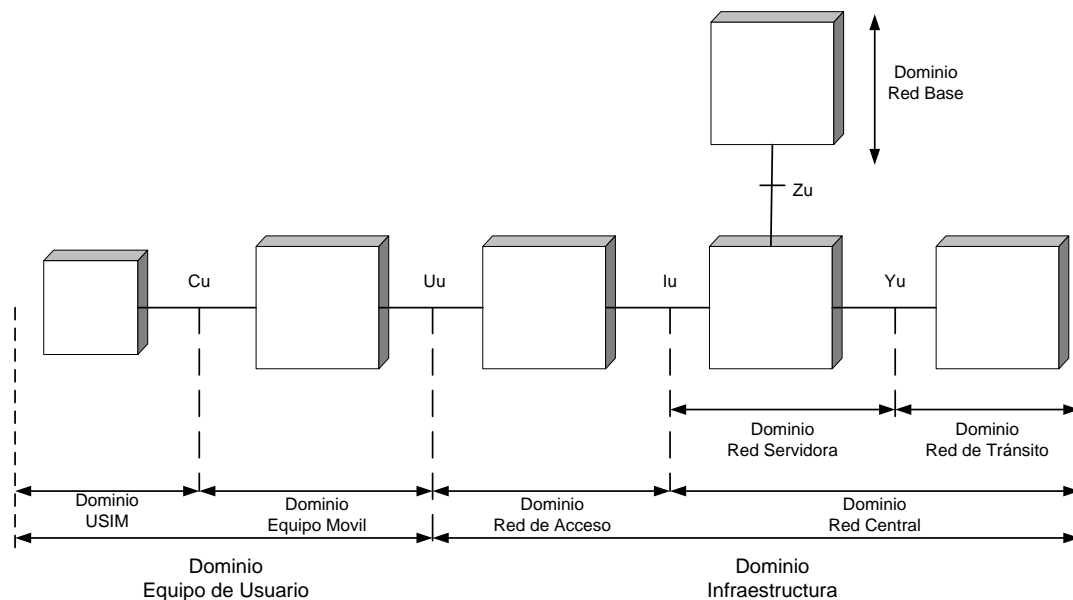 Dominio
Red Base
Zu
Cu
Uu
Iu
Yu
Dominio
Red Servidora
Dominio
Red de Tránsito
Dominio
USIM
Dominio
Equipo Movil
Dominio
Red de Acceso
Dominio
Red Central
Dominio
Equipo de Usuario
Dominio
Infraestructura